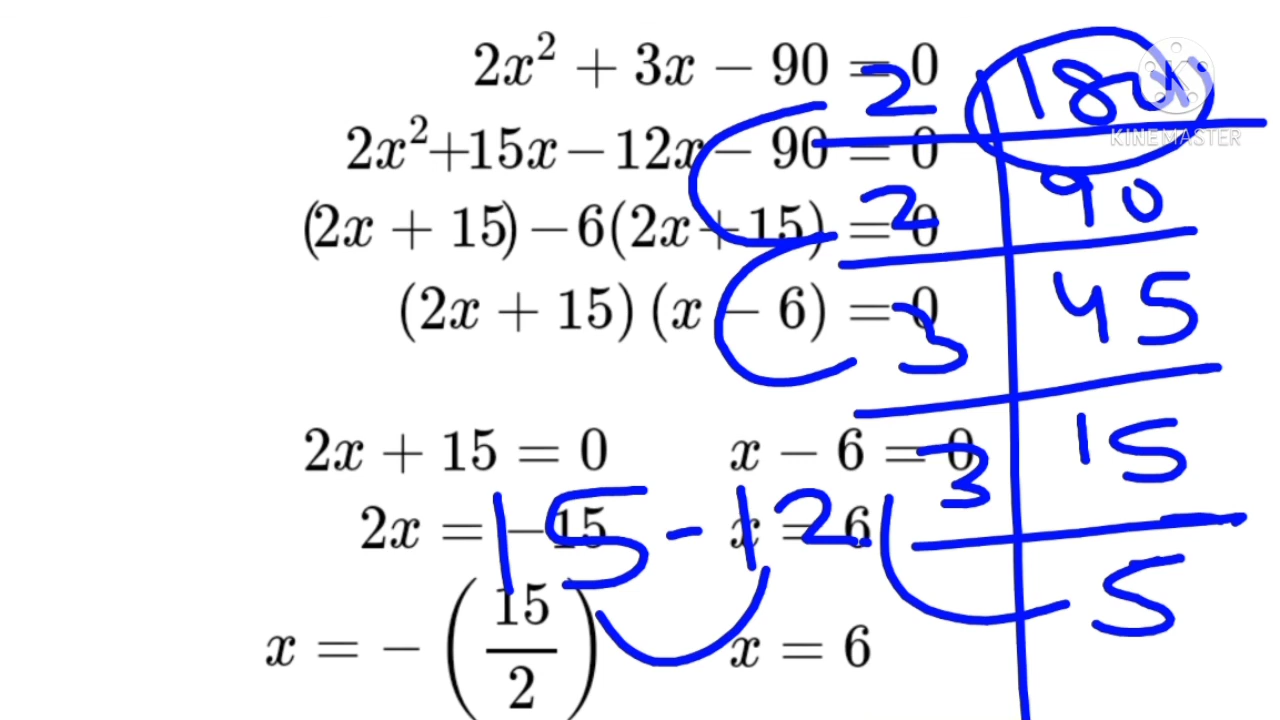 2x² + 3x − 90 = 0
2x²+15x − 12x − 90 = 0
(2x + 15) − 6(2x + 15) = 0
(2x + 15) (x − 6) = 0
2x + 15 = 0 x − 6 = 0
2x = −15 x = 6
x = − (15/2) x = 6
2 180
2 90
3 45
3 15
5
15 - 12
KINEMASTER